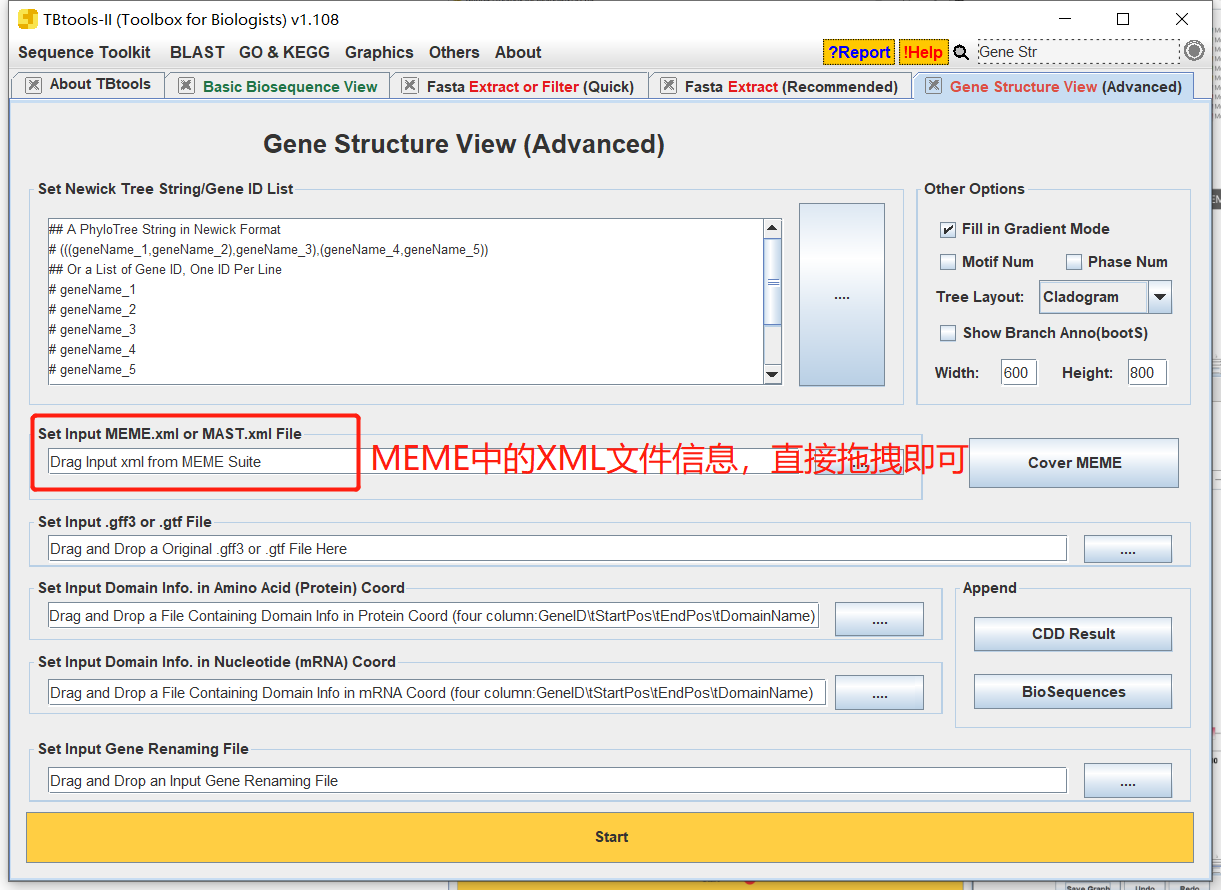 TBtools-II (Toolbox for Biologists) v1.108
Sequence Toolkit BLAST GO & KEGG Graphics Others About ?Report !Help Gene Str
About TBtools Basic Biosequence View Fasta Extract or Filter (Quick) Fasta Extract (Recommended) Gene Structure View (Advanced)
Gene Structure View (Advanced)
Set Newick Tree String/Gene ID List
## A PhyloTree String in Newick Format
# (((geneName_1,geneName_2),geneName_3),(geneName_4,geneName_5))
## Or a List of Gene ID, One ID Per Line
# geneName_1
# geneName_2
# geneName_3
# geneName_4
# geneName_5
....
Other Options
Fill in Gradient Mode
Motif Num Phase Num
Tree Layout: Cladogram
Show Branch Anno(bootS)
Width: 600 Height: 800
Set Input MEME.xml or MAST.xml File
Drag Input xml from MEME Suite
MEME中的XML文件信息，直接拖拽即可
Cover MEME
Set Input .gff3 or .gtf File
Drag and Drop a Original .gff3 or .gtf File Here ....
Set Input Domain Info. in Amino Acid (Protein) Coord
Drag and Drop a File Containing Domain Info in Protein Coord (four column:GeneID\tStartPos\tEndPos\tDomainName) ....
Set Input Domain Info. in Nucleotide (mRNA) Coord
Drag and Drop a File Containing Domain Info in mRNA Coord (four column:GeneID\tStartPos\tEndPos\tDomainName) ....
Append
CDD Result
BioSequences
Set Input Gene Renaming File
Drag and Drop an Input Gene Renaming File ....
Start
Save Graph Undo Redo